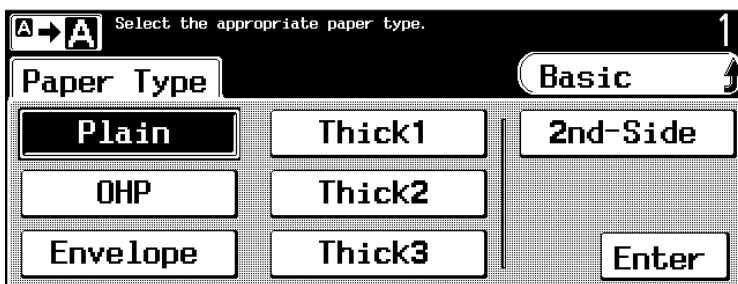 A→A Select the appropriate paper type. 1
Paper Type Basic
Plain Thick1 2nd-Side
OHP Thick2
Envelope Thick3 Enter